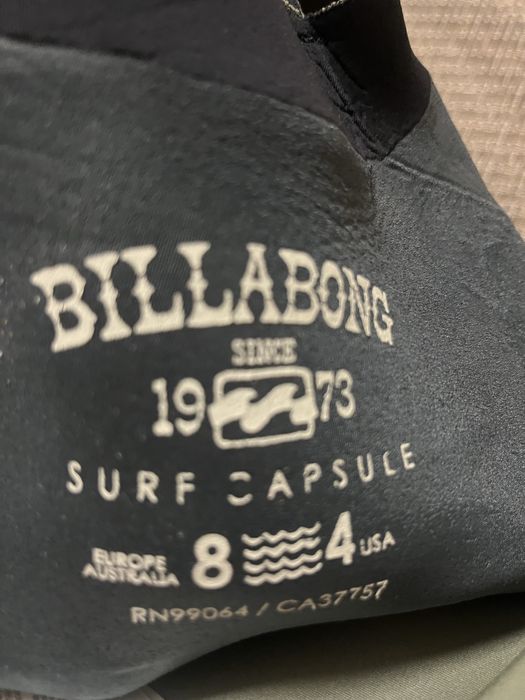 BILLABONG
SINCE
19 73
SURF CAPSULE
EUROPE
AUSTRALIA 8 4 USA
RN99064 / CA37757